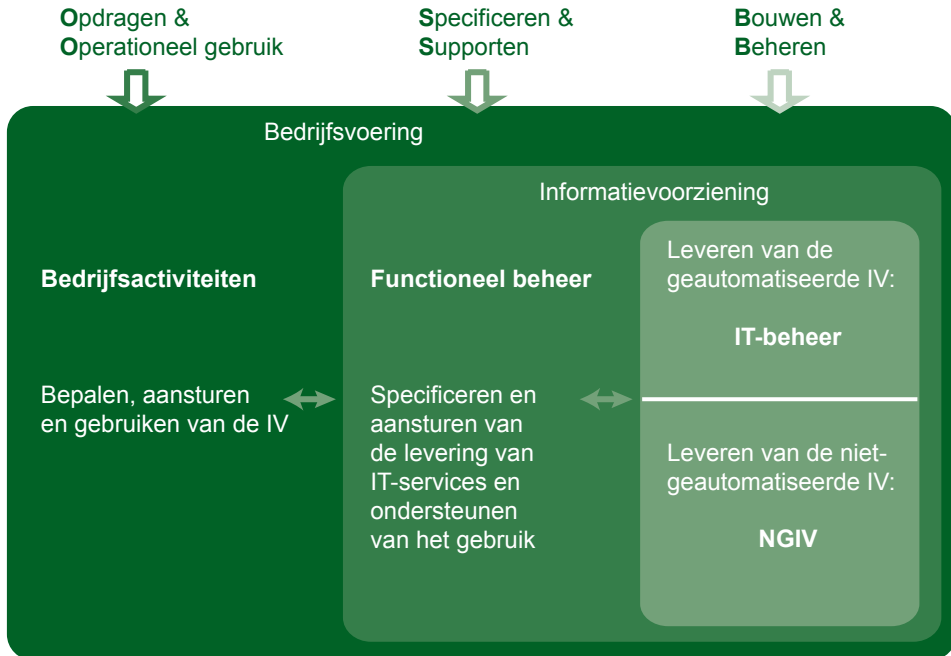 Opdragen &
Operationeel gebruik
Specificeren &
Supporten
Bouwen &
Beheren
Bedrijfsvoering
Informatievoorziening
Bedrijfsactiviteiten
Bepalen, aansturen
en gebruiken van de IV
Functioneel beheer
Specificeren en
aansturen van
de levering van
IT-services en
ondersteunen
van het gebruik
Leveren van de
geautomatiseerde IV:
IT-beheer
Leveren van de niet-
geautomatiseerde IV:
NGIV